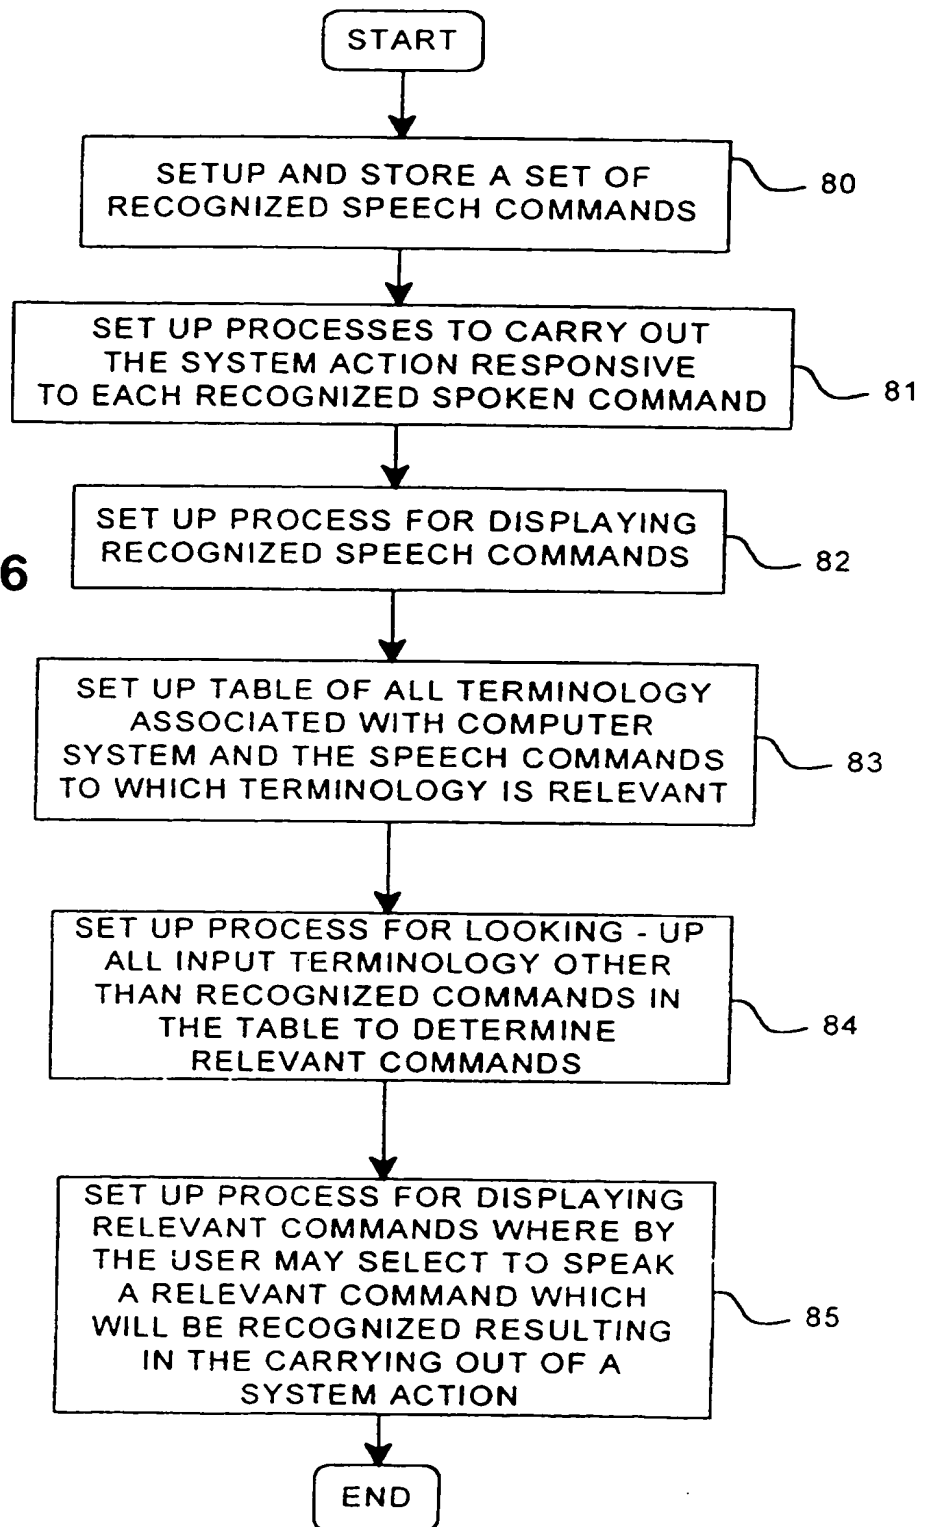 START
SETUP AND STORE A SET OF
RECOGNIZED SPEECH COMMANDS
80
SET UP PROCESSES TO CARRY OUT
THE SYSTEM ACTION RESPONSIVE
TO EACH RECOGNIZED SPOKEN COMMAND
81
SET UP PROCESS FOR DISPLAYING
RECOGNIZED SPEECH COMMANDS
82
6
SET UP TABLE OF ALL TERMINOLOGY
ASSOCIATED WITH COMPUTER
SYSTEM AND THE SPEECH COMMANDS
TO WHICH TERMINOLOGY IS RELEVANT
83
SET UP PROCESS FOR LOOKING - UP
ALL INPUT TERMINOLOGY OTHER
THAN RECOGNIZED COMMANDS IN
THE TABLE TO DETERMINE
RELEVANT COMMANDS
84
SET UP PROCESS FOR DISPLAYING
RELEVANT COMMANDS WHERE BY
THE USER MAY SELECT TO SPEAK
A RELEVANT COMMAND WHICH
WILL BE RECOGNIZED RESULTING
IN THE CARRYING OUT OF A
SYSTEM ACTION
85
END